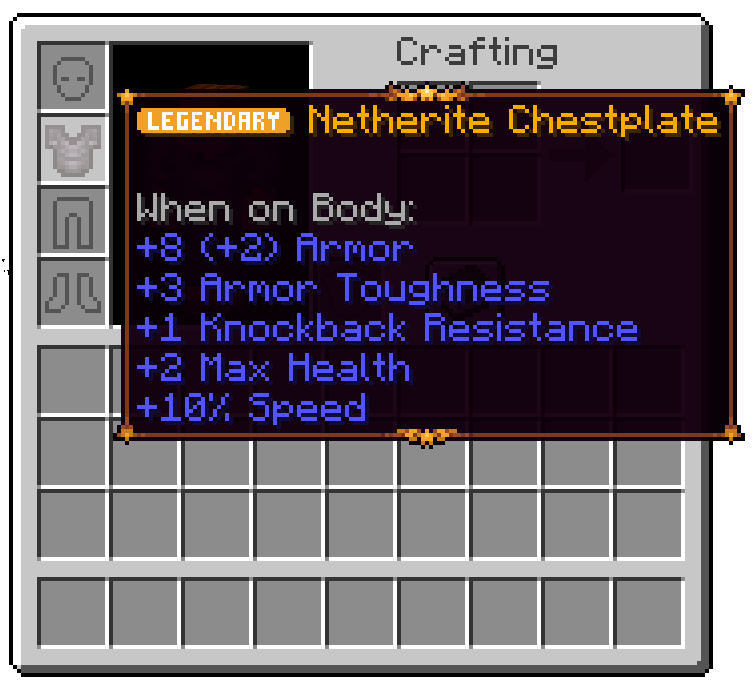 Crafting
LEGENDARY Netherite Chestplate
When on Body:
+8 (+2) Armor
+3 Armor Toughness
+1 Knockback Resistance
+2 Max Health
+10% Speed